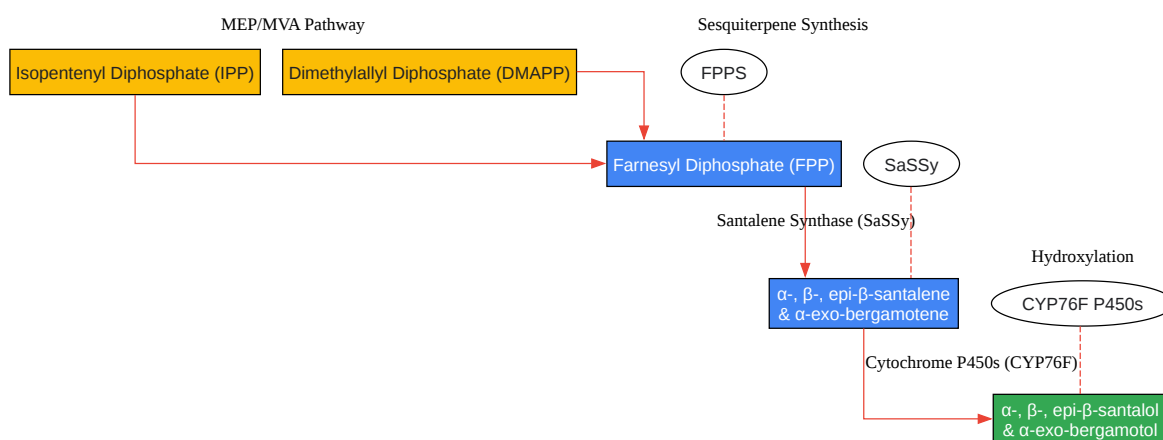 MEP/MVA Pathway
Sesquiterpene Synthesis
Isopentenyl Diphosphate (IPP)
Dimethylallyl Diphosphate (DMAPP)
FPPS
Farnesyl Diphosphate (FPP)
SaSSy
Santalene Synthase (SaSSy)
Hydroxylation
α-, β-, epi-β-santalene
& α-exo-bergamotene
CYP76F P450s
Cytochrome P450s (CYP76F)
α-, β-, epi-β-santalol
& α-exo-bergamotol